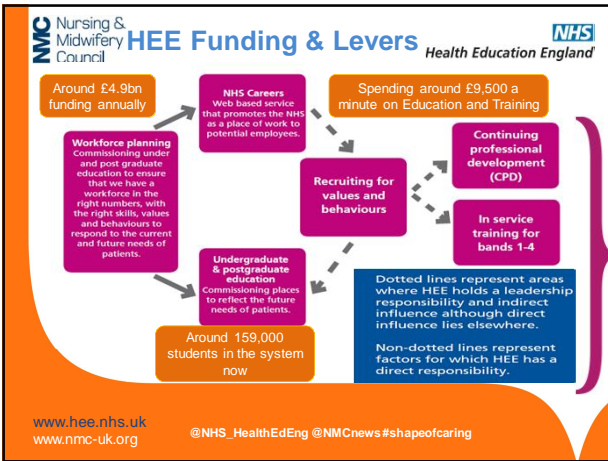 NMC
Nursing &
Midwifery
Council
HEE Funding & Levers
NHS
Health Education England
Around £4.9bn
funding annually
NHS Careers
Web based service
that promotes the NHS
as a place of work to
potential employees.
Spending around £9,500 a
minute on Education and Training
Workforce planning
Commissioning under
and post graduate
education to ensure
that we have a
workforce in the
right numbers, with
the right skills, values
and behaviours to
respond to the current
and future needs of
patients.
Recruiting for
values and
behaviours
Continuing
professional
development
(CPD)
In service
training for
bands 1-4
Undergraduate
& postgraduate
education
Commissioning places
to reflect the future
needs of patients.
Around 159,000
students in the system
now
Dotted lines represent areas
where HEE holds a leadership
responsibility and indirect
influence although direct
influence lies elsewhere.
Non-dotted lines represent
factors for which HEE has a
direct responsibility.
www.hee.nhs.uk
www.nmc-uk.org
@NHS_HealthEdEng @NMCnews #shapeofcaring